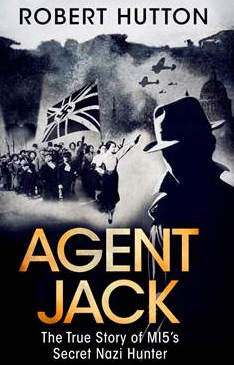 ROBERT HUTTON
AGENT
JACK
The True Story of MI5's
Secret Nazi Hunter